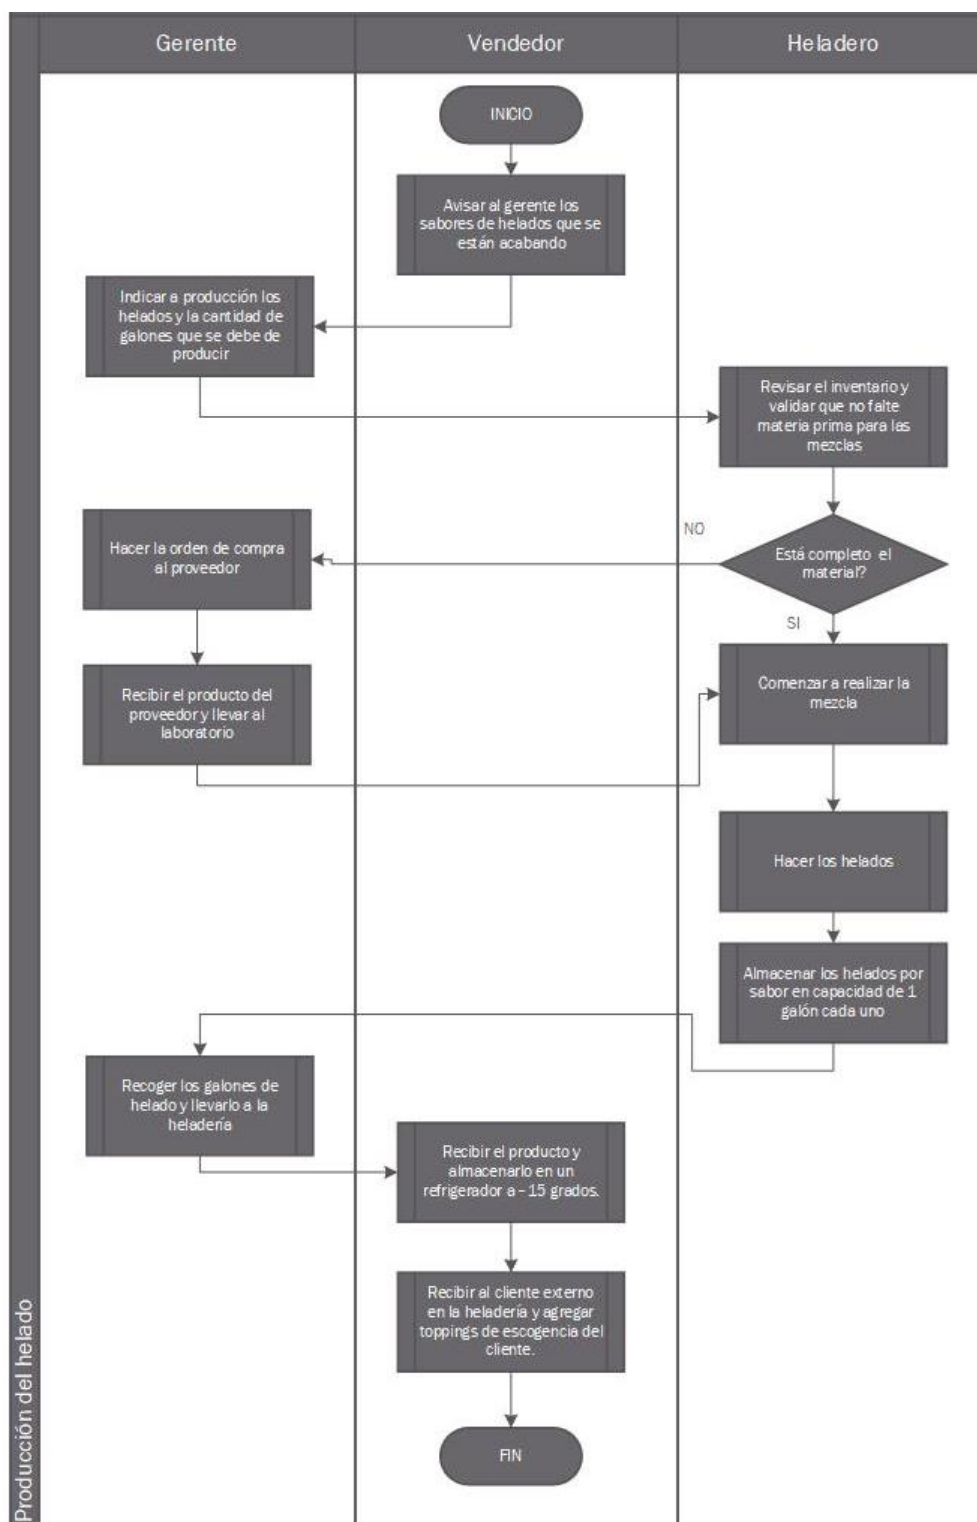 Gerente
Vendedor
Heladero
INICIO
Avisar al gerente los
sabores de helados que se
están acabando
Indicar a producción los
helados y la cantidad de
galones que se debe de
producir
Revisar el inventario y
validar que no falte
materia prima para las
mezclas
Está completo el
material?
NO
Hacer la orden de compra
al proveedor
SI
Recibir el producto del
proveedor y llevar al
laboratorio
Comenzar a realizar la
mezcla
Hacer los helados
Almacenar los helados por
sabor en capacidad de 1
galón cada uno
Recoger los galones de
helado y llevarlo a la
heladería
Recibir el producto y
almacenarlo en un
refrigerador a – 15 grados.
Recibir al cliente externo
en la heladería y agregar
toppings de escogencia del
cliente.
FIN
Producción del helado